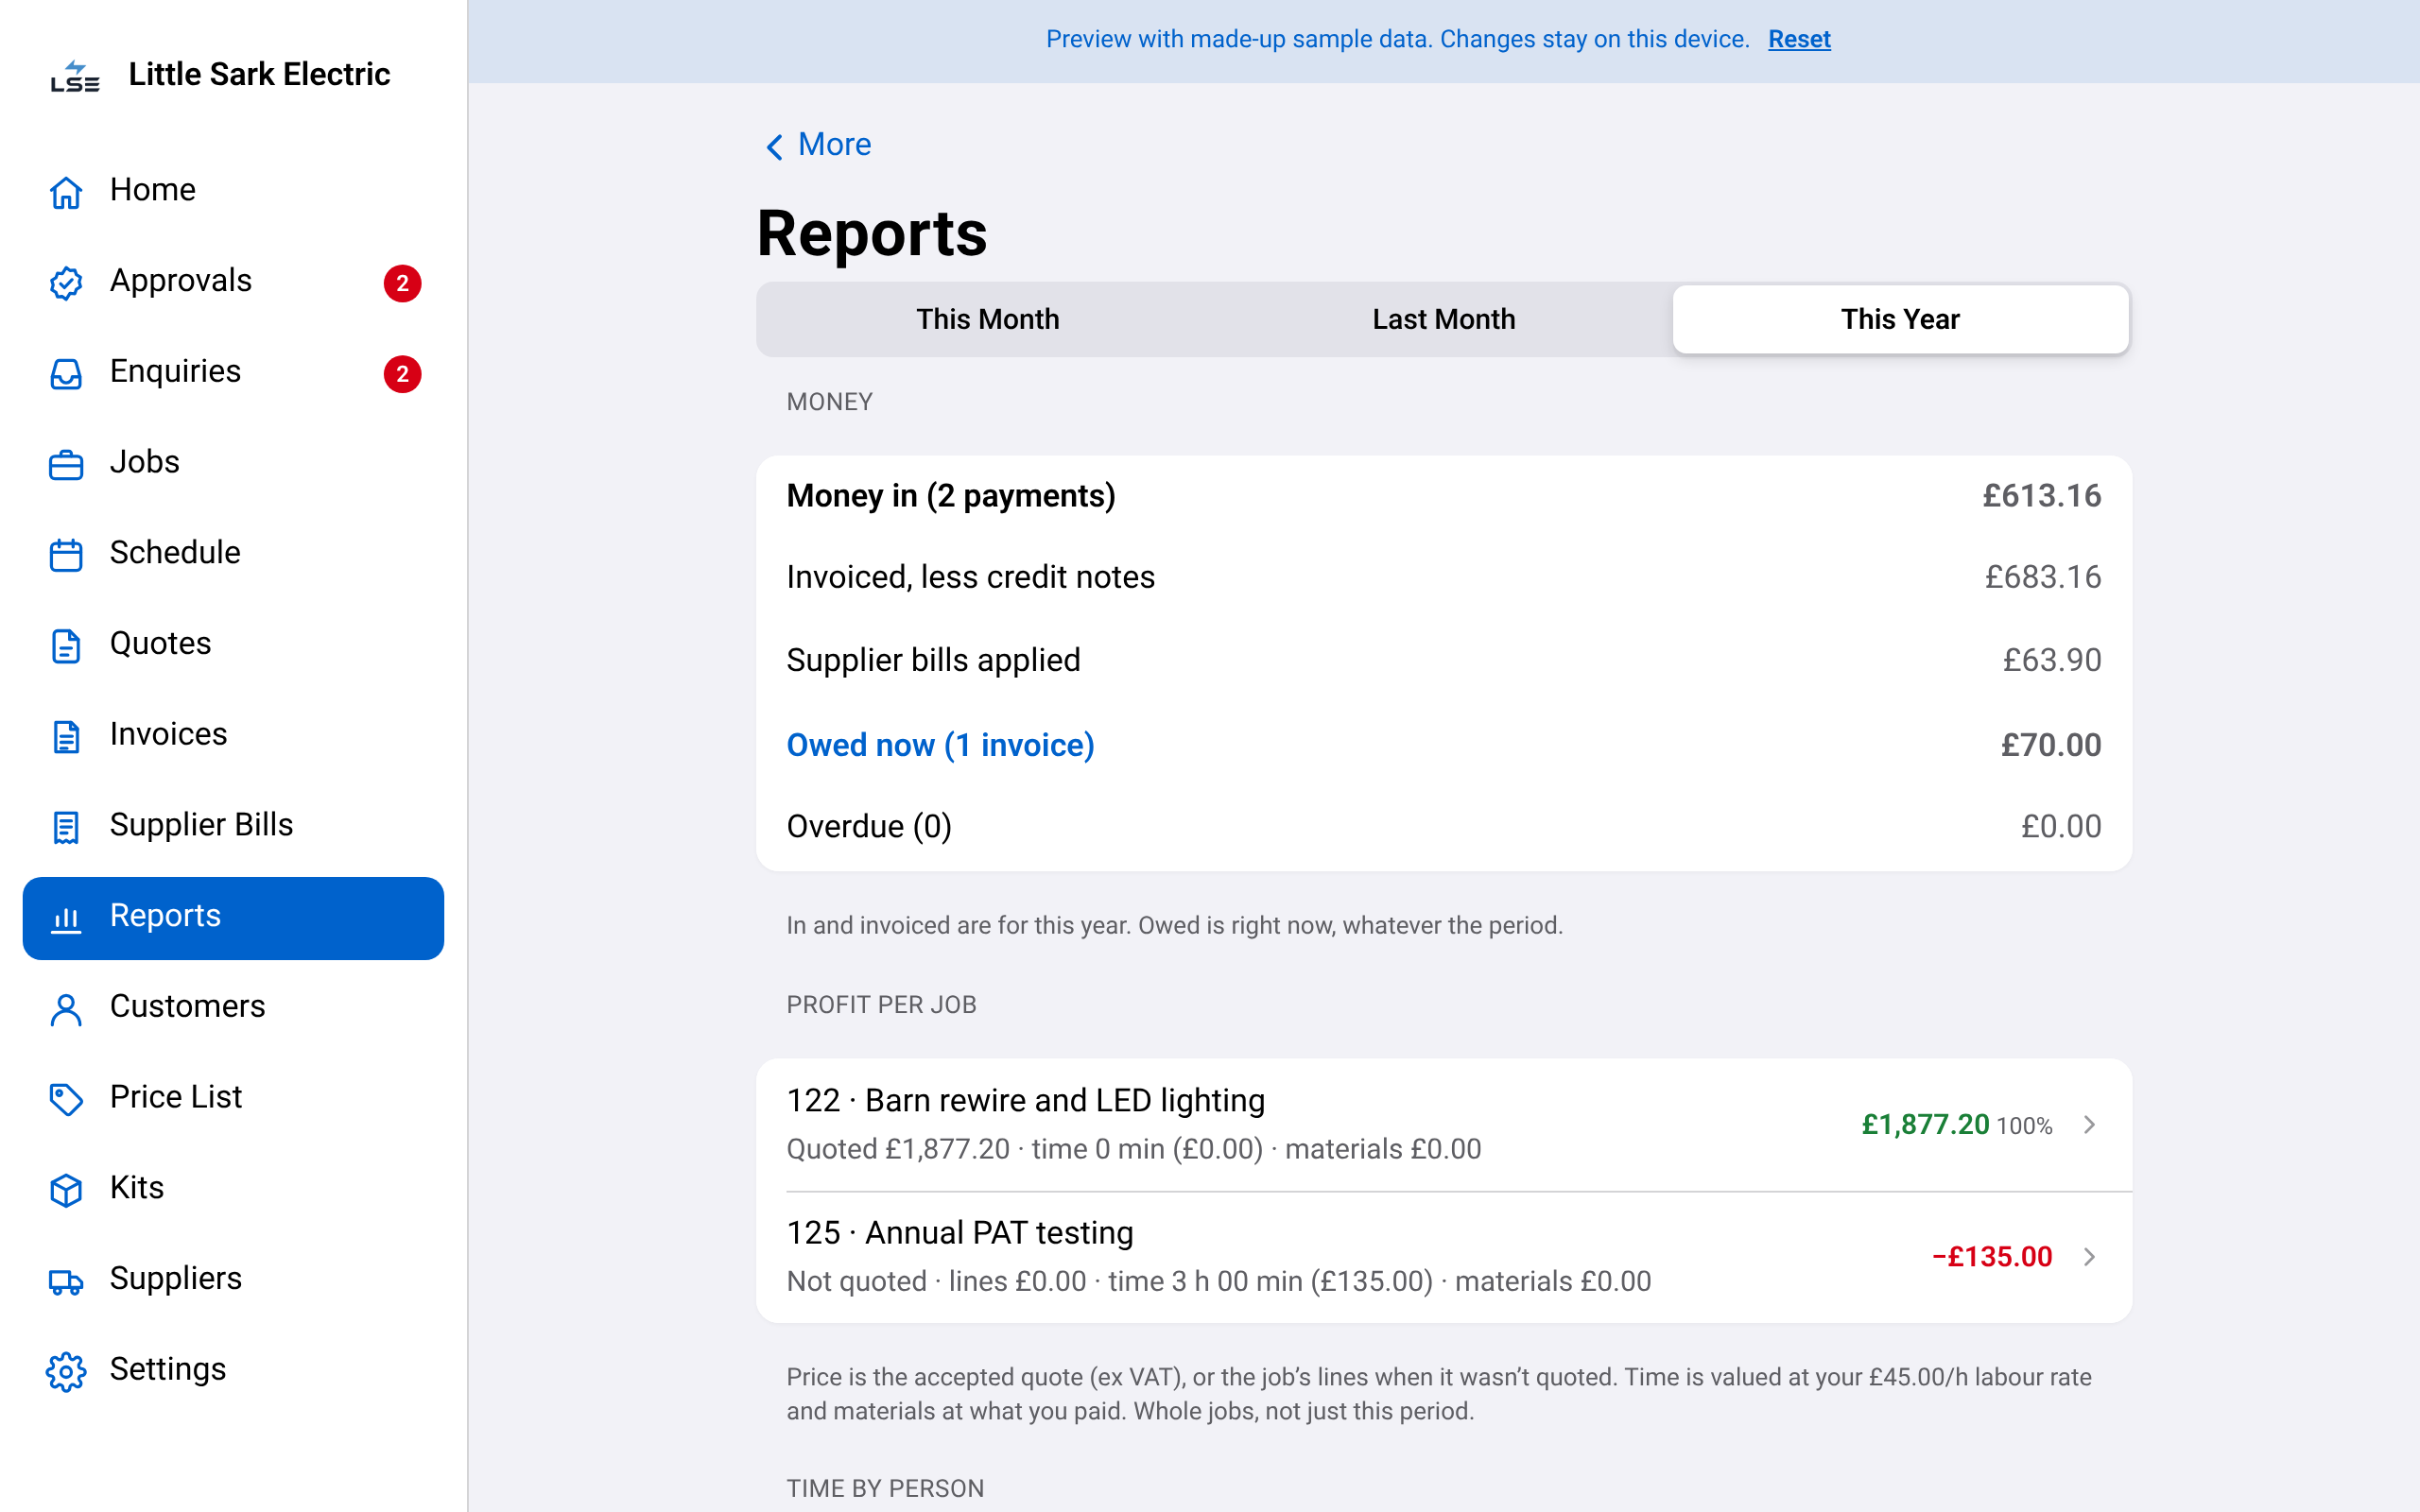 Preview with made-up sample data. Changes stay on this device. Reset
LSE Little Sark Electric
Home
Approvals 2
Enquiries 2
Jobs
Schedule
Quotes
Invoices
Supplier Bills
Reports
Customers
Price List
Kits
Suppliers
Settings
More
Reports
This Month Last Month This Year
MONEY
Money in (2 payments) £613.16
Invoiced, less credit notes £683.16
Supplier bills applied £63.90
Owed now (1 invoice) £70.00
Overdue (0) £0.00
In and invoiced are for this year. Owed is right now, whatever the period.
PROFIT PER JOB
122 · Barn rewire and LED lighting
Quoted £1,877.20 · time 0 min (£0.00) · materials £0.00
£1,877.20 100%
125 · Annual PAT testing
Not quoted · lines £0.00 · time 3 h 00 min (£135.00) · materials £0.00
−£135.00
Price is the accepted quote (ex VAT), or the job’s lines when it wasn’t quoted. Time is valued at your £45.00/h labour rate
and materials at what you paid. Whole jobs, not just this period.
TIME BY PERSON